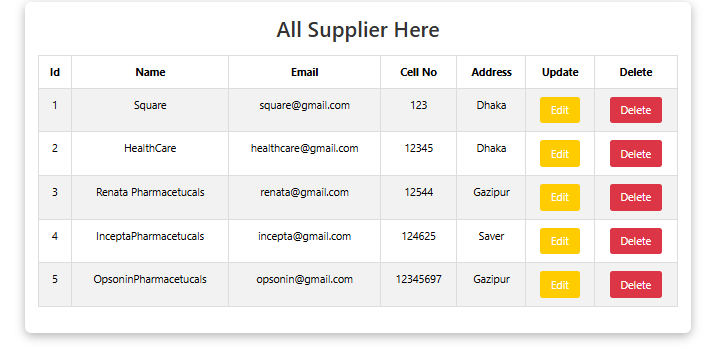 All Supplier Here
Id Name Email Cell No Address Update Delete
1 Square square@gmail.com 123 Dhaka Edit Delete
2 HealthCare healthcare@gmail.com 12345 Dhaka Edit Delete
3 Renata Pharmacetucals renata@gmail.com 12544 Gazipur Edit Delete
4 InceptaPharmacetucals incepta@gmail.com 124625 Saver Edit Delete
5 OpsoninPharmacetucals opsonin@gmail.com 12345697 Gazipur Edit Delete